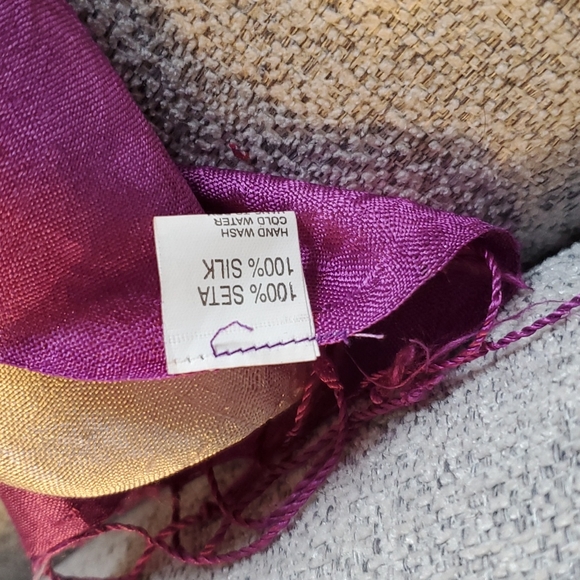 100% SETA
100% SILK
HAND WASH
COLD WATER